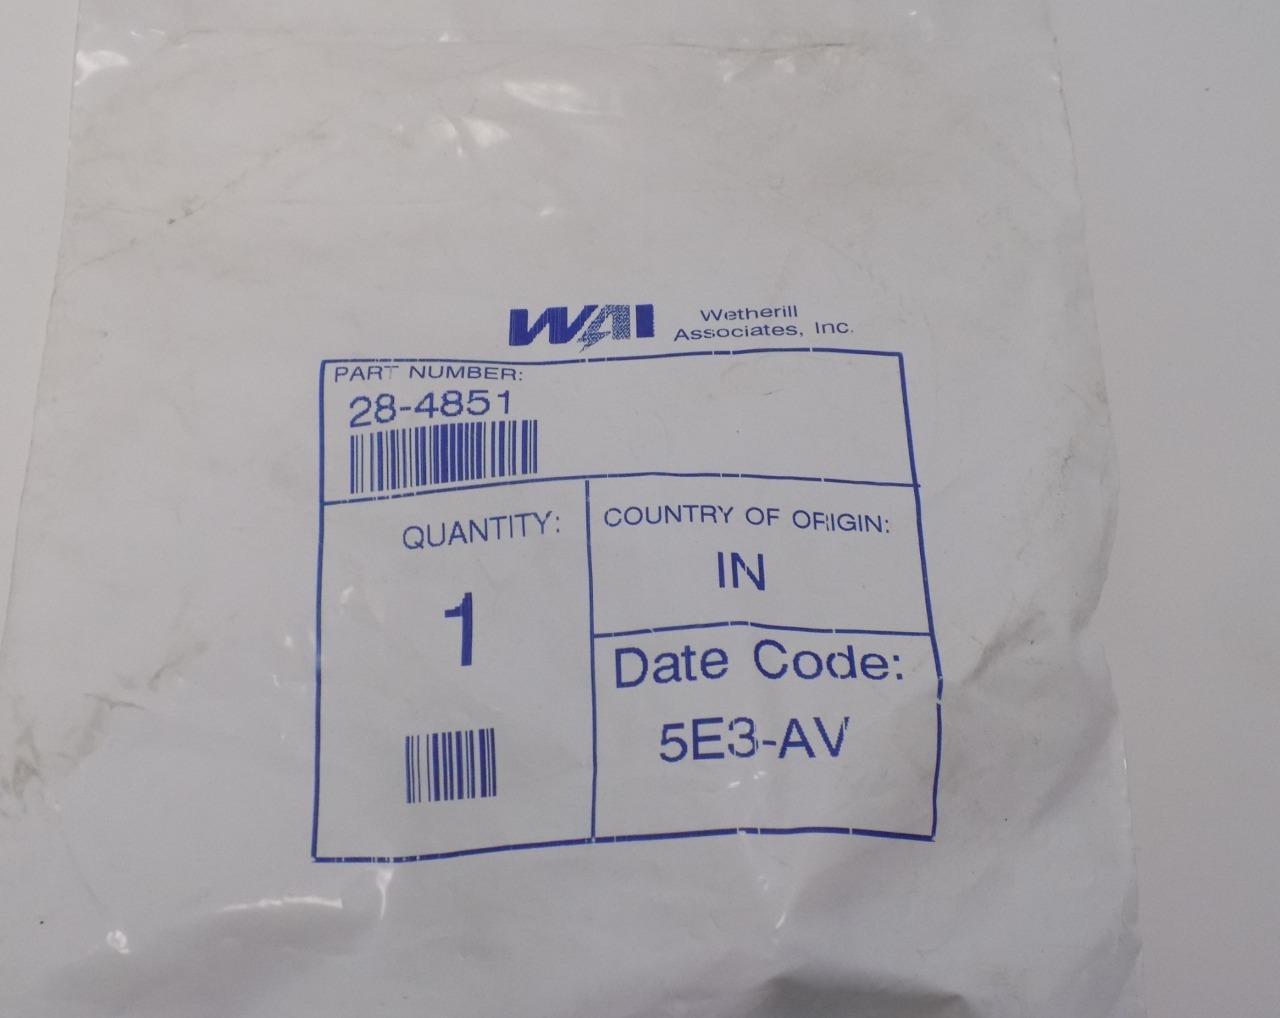 WAI
Wetherill
Associates, Inc.
PART NUMBER:
28-4851
QUANTITY:
1
COUNTRY OF ORIGIN:
IN
Date Code:
5E3-AV